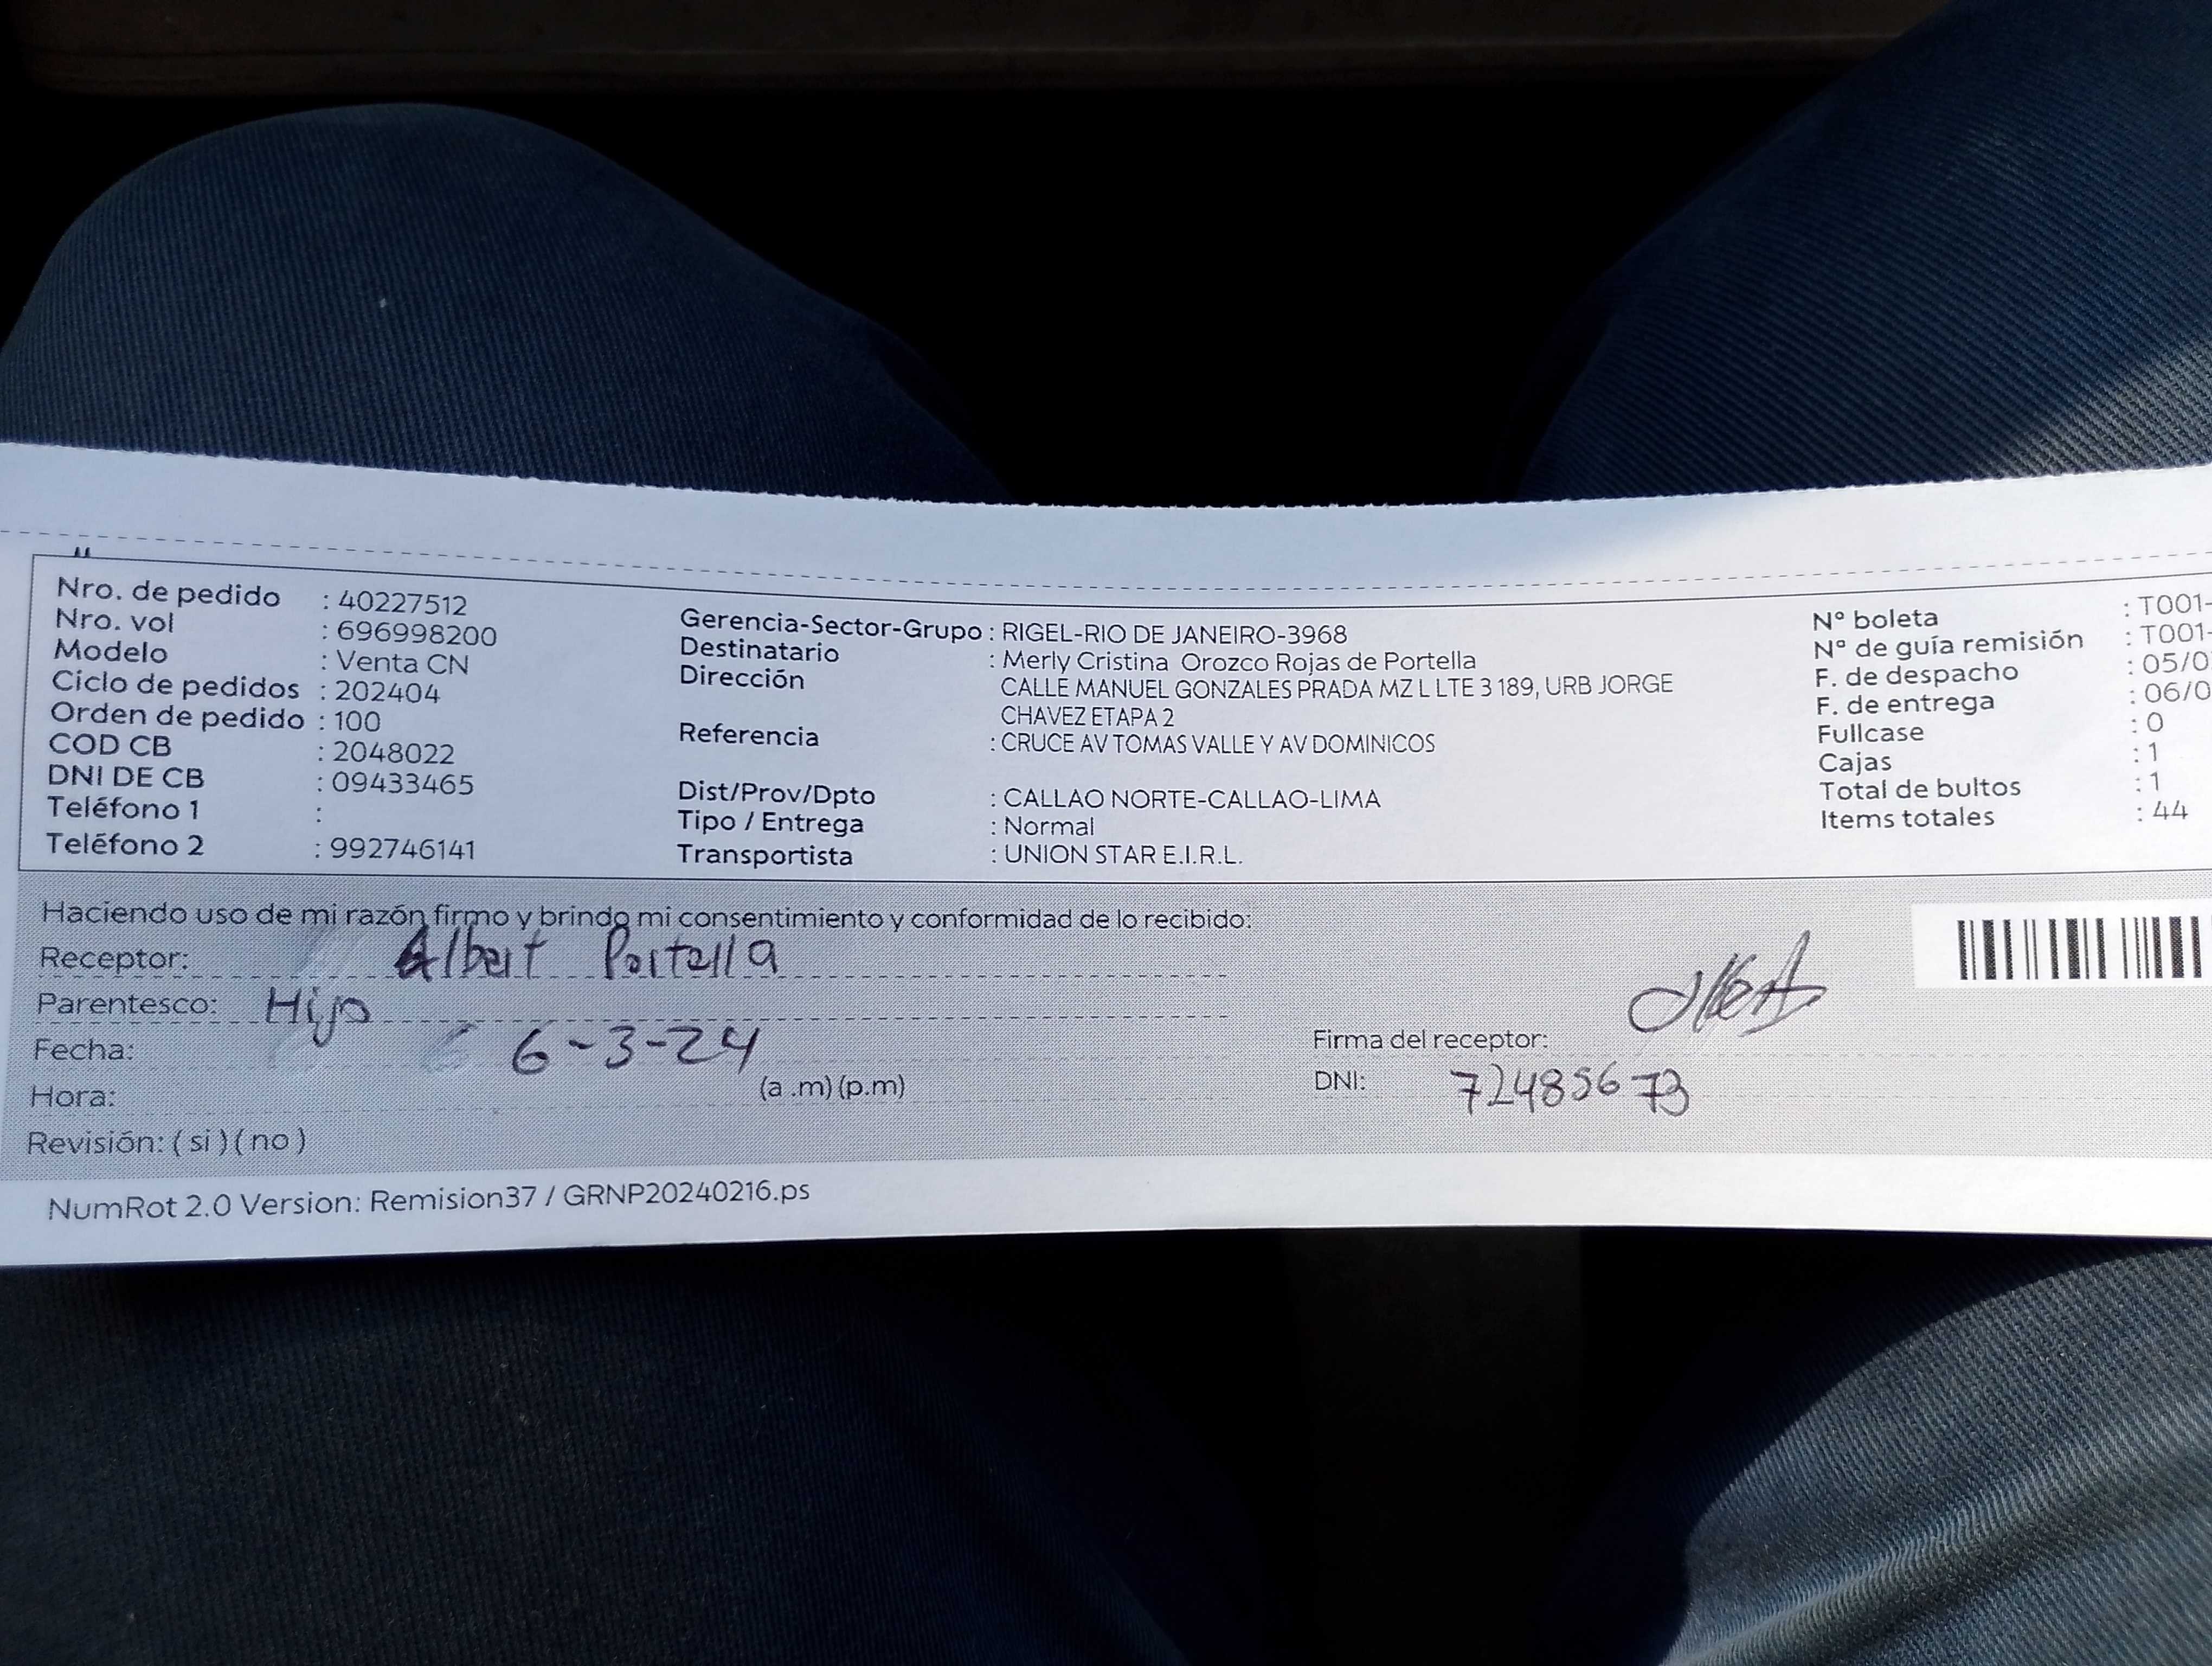 Nro. de pedido : 40227512
Nro. vol : 696998200
Modelo : Venta CN
Ciclo de pedidos : 202404
Orden de pedido : 100
COD CB : 2048022
DNI DE CB : 09433465
Teléfono 1 :
Teléfono 2 : 992746141
Gerencia-Sector-Grupo : RIGEL-RIO DE JANEIRO-3968
Destinatario : Merly Cristina Orozco Rojas de Portella
Dirección CALLE MANUEL GONZALES PRADA MZ L LTE 3 189, URB JORGE
CHAVEZ ETAPA 2
Referencia : CRUCE AV TOMAS VALLE Y AV DOMINICOS
Dist/Prov/Dpto : CALLAO NORTE-CALLAO-LIMA
Tipo / Entrega : Normal
Transportista : UNION STAR E.I.R.L.
Nº boleta : T001-
Nº de guía remisión : T001-
F. de despacho : 05/0
F. de entrega : 06/0
Fullcase : 0
Cajas : 1
Total de bultos : 1
Items totales : 44
Haciendo uso de mi razón firmo y brindo mi consentimiento y conformidad de lo recibido:
Receptor: Albert Portella
Parentesco: Hijo
Fecha: 6-3-24
Hora: (a .m) (p.m)
Revisión: ( si ) ( no )
Firma del receptor:
DNI: 72485673
NumRot 2.0 Version: Remision37 / GRNP20240216.ps